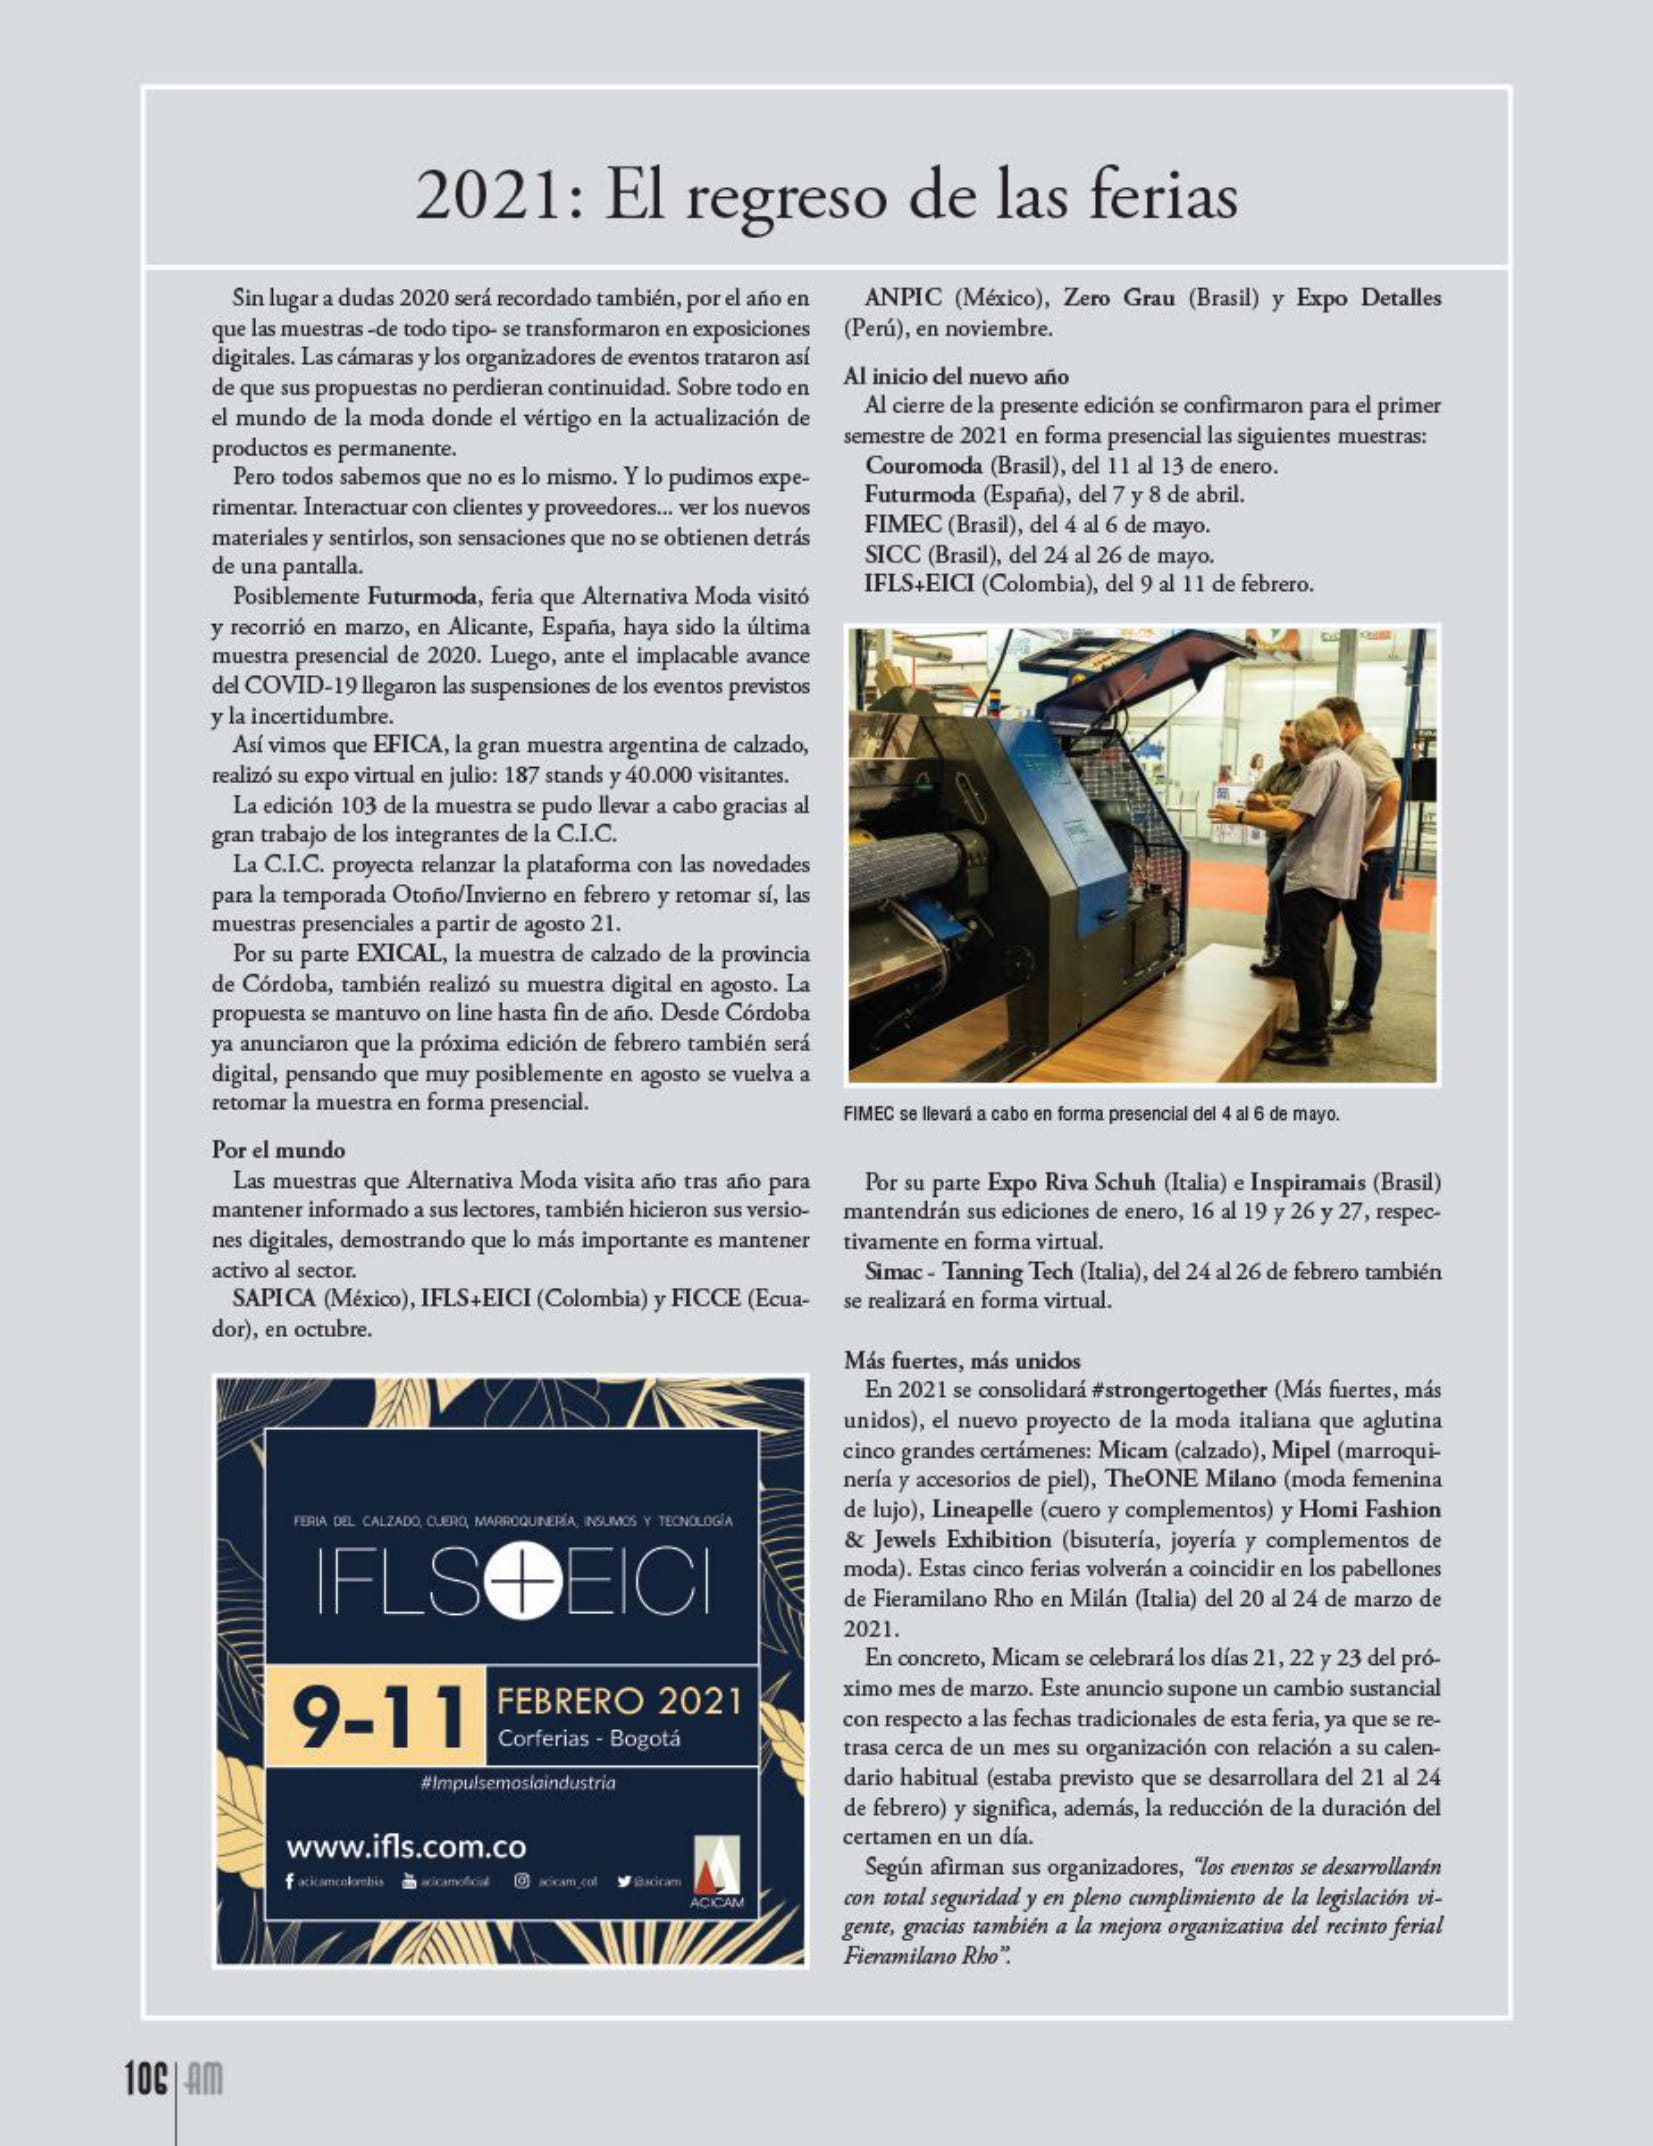 2021: El regreso de las ferias
Sin lugar a dudas 2020 será recordado también, por el año en
que las muestras -de todo tipo- se transformaron en exposiciones
digitales. Las cámaras y los organizadores de eventos trataron así
de que sus propuestas no perdieran continuidad. Sobre todo en
el mundo de la moda donde el vértigo en la actualización de
productos es permanente.
Pero todos sabemos que no es lo mismo. Y lo pudimos expe-
rimentar. Interactuar con clientes y proveedores... ver los nuevos
materiales y sentirlos, son sensaciones que no se obtienen detrás
de una pantalla.
Posiblemente Futurmoda, feria que Alternativa Moda visitó
y recorrió en marzo, en Alicante, España, haya sido la última
muestra presencial de 2020. Luego, ante el implacable avance
del COVID-19 llegaron las suspensiones de los eventos previstos
y la incertidumbre.
Así vimos que EFICA, la gran muestra argentina de calzado,
realizó su expo virtual en julio: 187 stands y 40.000 visitantes.
La edición 103 de la muestra se pudo llevar a cabo gracias al
gran trabajo de los integrantes de la C.I.C.
La C.I.C. proyecta relanzar la plataforma con las novedades
para la temporada Otoño/Invierno en febrero y retomar sí, las
muestras presenciales a partir de agosto 21.
Por su parte EXICAL, la muestra de calzado de la provincia
de Córdoba, también realizó su muestra digital en agosto. La
propuesta se mantuvo on line hasta fin de año. Desde Córdoba
ya anunciaron que la próxima edición de febrero también será
digital, pensando que muy posiblemente en agosto se vuelva a
retomar la muestra en forma presencial.
Por el mundo
Las muestras que Alternativa Moda visita año tras año para
mantener informado a sus lectores, también hicieron sus versio-
nes digitales, demostrando que lo más importante es mantener
activo al sector.
SAPICA (México), IFLS+EICI (Colombia) y FICCE (Ecua-
dor), en octubre.
FERIA DEL CALZADO, CUERO, MARROQUINERÍA, INSUMOS Y TECNOLOGÍA
IFLS+EICI
9-11
FEBRERO 2021
Corferias - Bogotá
#Impulsemoslaindustria
www.ifls.com.co
acicamcolombia acicamoficial acicam_col @acicam
ACICAM
ANPIC (México), Zero Grau (Brasil) y Expo Detalles
(Perú), en noviembre.
Al inicio del nuevo año
Al cierre de la presente edición se confirmaron para el primer
semestre de 2021 en forma presencial las siguientes muestras:
Couromoda (Brasil), del 11 al 13 de enero.
Futurmoda (España), del 7 y 8 de abril.
FIMEC (Brasil), del 4 al 6 de mayo.
SICC (Brasil), del 24 al 26 de mayo.
IFLS+EICI (Colombia), del 9 al 11 de febrero.
FIMEC se llevará a cabo en forma presencial del 4 al 6 de mayo.
Por su parte Expo Riva Schuh (Italia) e Inspiramais (Brasil)
mantendrán sus ediciones de enero, 16 al 19 y 26 y 27, respec-
tivamente en forma virtual.
Simac - Tanning Tech (Italia), del 24 al 26 de febrero también
se realizará en forma virtual.
Más fuertes, más unidos
En 2021 se consolidará #strongertogether (Más fuertes, más
unidos), el nuevo proyecto de la moda italiana que aglutina
cinco grandes certámenes: Micam (calzado), Mipel (marroqui-
nería y accesorios de piel), TheONE Milano (moda femenina
de lujo), Lineapelle (cuero y complementos) y Homi Fashion
& Jewels Exhibition (bisutería, joyería y complementos de
moda). Estas cinco ferias volverán a coincidir en los pabellones
de Fieramilano Rho en Milán (Italia) del 20 al 24 de marzo de
2021.
En concreto, Micam se celebrará los días 21, 22 y 23 del pró-
ximo mes de marzo. Este anuncio supone un cambio sustancial
con respecto a las fechas tradicionales de esta feria, ya que se re-
trasa cerca de un mes su organización con relación a su calen-
dario habitual (estaba previsto que se desarrollara del 21 al 24
de febrero) y significa, además, la reducción de la duración del
certamen en un día.
Según afirman sus organizadores, "los eventos se desarrollarán
con total seguridad y en pleno cumplimiento de la legislación vi-
gente, gracias también a la mejora organizativa del recinto ferial
Fieramilano Rho".
106 AM